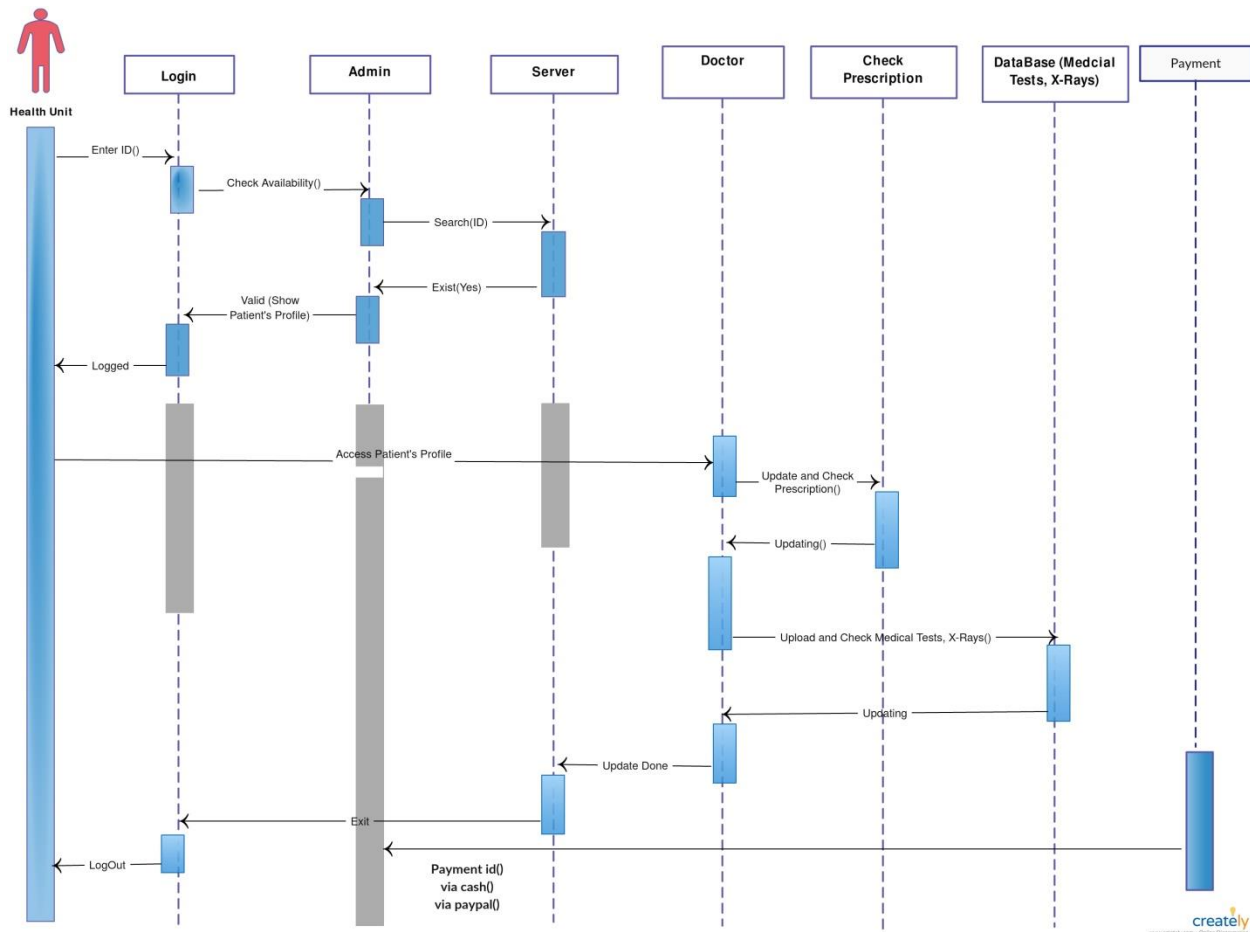 Health Unit
Login
Admin
Server
Doctor
Check
Prescription
DataBase (Medcial
Tests, X-Rays)
Payment
Enter ID()
Check Availability()
Search(ID)
Exist(Yes)
Valid (Show
Patient's Profile)
Logged
Access Patient's Profile
Update and Check
Prescription()
Updating()
Upload and Check Medical Tests, X-Rays()
Updating
Update Done
Exit
LogOut
Payment id()
via cash()
via paypal()
creately